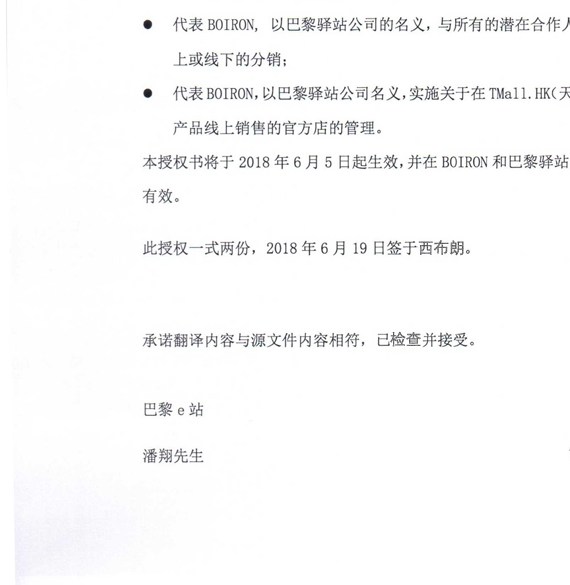 ● 代表 BOIRON, 以巴黎驿站公司的名义, 与所有的潜在合作
上或线下的分销;
● 代表 BOIRON, 以巴黎驿站公司名义, 实施关于在 TMall.HK(天
产品线上销售的官方店的管理。
本授权书将于 2018 年 6 月 5 日起生效, 并在 BOIRON 和巴黎驿站
有效。
此授权一式两份, 2018 年 6 月 19 日签于西布朗。
承诺翻译内容与源文件内容相符, 已检查并接受。
巴黎 e 站
潘翔先生